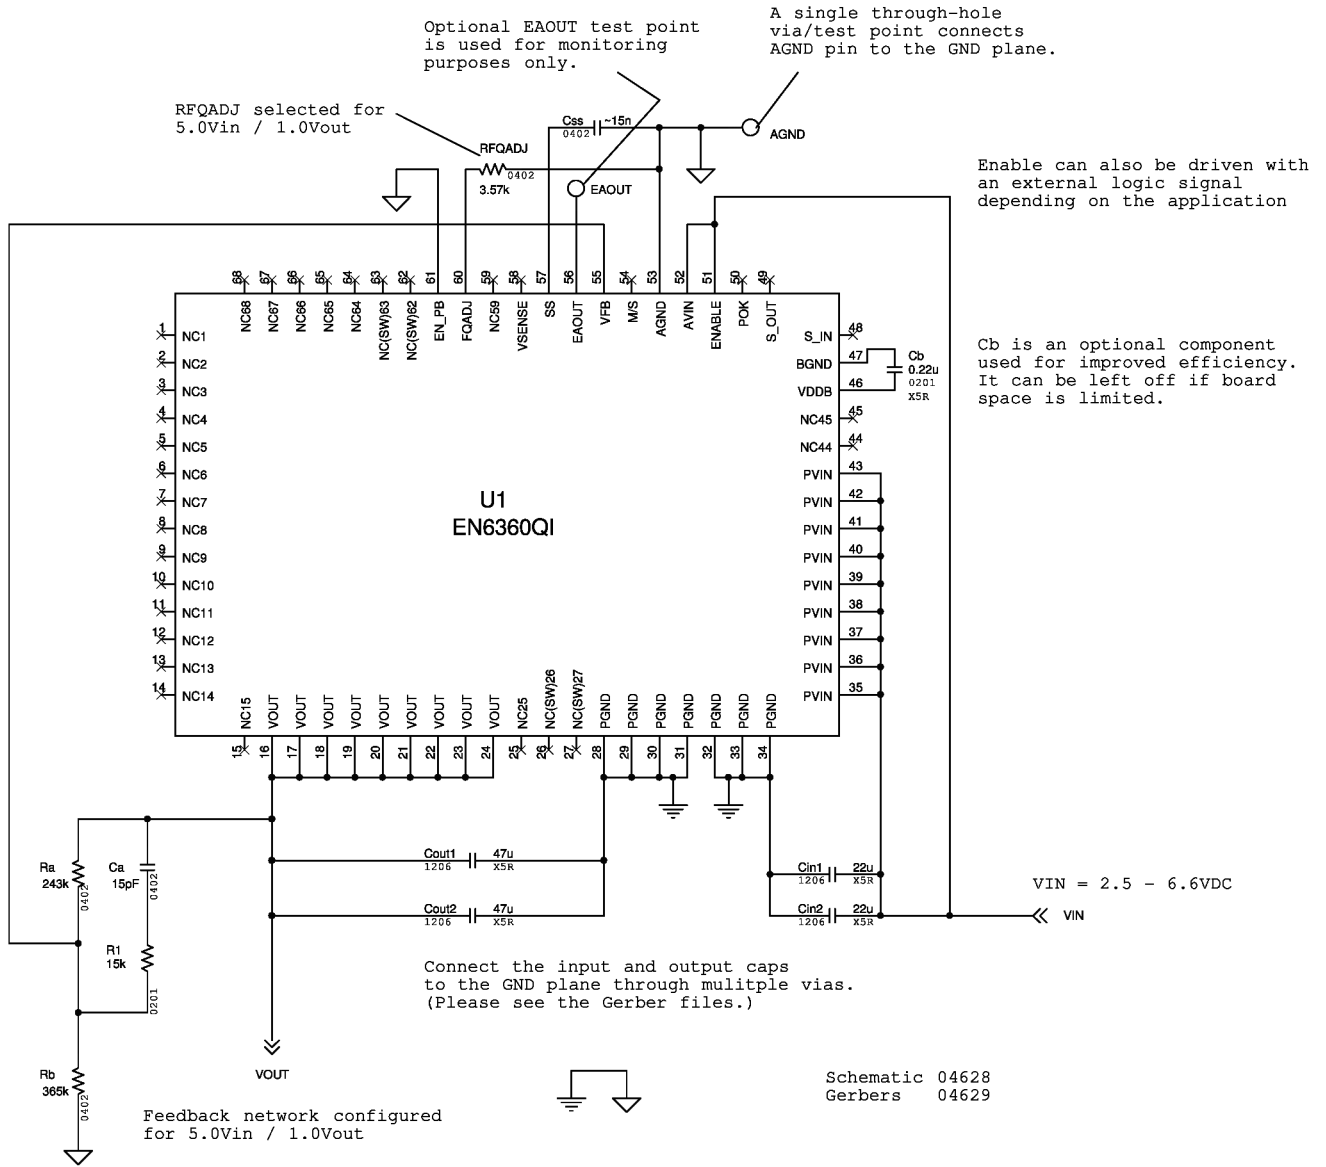 Optional EAOUT test point
is used for monitoring
purposes only.
A single through-hole
via/test point connects
AGND pin to the GND plane.
RFQADJ selected for
5.0Vin / 1.0Vout
Css
0402
~15n
AGND
RFQADJ
0402
3.57k
EAOUT
Enable can also be driven with
an external logic signal
depending on the application
68 67 66 65 64 63 62 61 60 59 58 57 56 55 54 53 52 51 50 49
NC68 NC67 NC66 NC65 NC64 NC(SW)63 NC(SW)62 EN_PB FQADJ NC59 VSENSE SS EAOUT VFB M/S AGND AVIN ENABLE POK S_OUT
1 NC1
2 NC2
3 NC3
4 NC4
5 NC5
6 NC6
7 NC7
8 NC8
9 NC9
10 NC10
11 NC11
12 NC12
13 NC13
14 NC14
S_IN 48
BGND 47
VDDB 46
NC45 45
NC44 44
PVIN 43
PVIN 42
PVIN 41
PVIN 40
PVIN 39
PVIN 38
PVIN 37
PVIN 36
PVIN 35
Cb
0.22u
0201
X5R
Cb is an optional component
used for improved efficiency.
It can be left off if board
space is limited.
U1
EN6360QI
NC15 VOUT VOUT VOUT VOUT VOUT VOUT VOUT VOUT VOUT NC25 NC(SW)26 NC(SW)27 PGND PGND PGND PGND PGND PGND PGND
15 16 17 18 19 20 21 22 23 24 25 26 27 28 29 30 31 32 33 34
Ra
243k
0402
Ca
15pF
0402
R1
15k
0201
Rb
365k
0402
Cout1
1206
47u
X5R
Cout2
1206
47u
X5R
Cin1
1206
22u
X5R
Cin2
1206
22u
X5R
VIN = 2.5 - 6.6VDC
VIN
Connect the input and output caps
to the GND plane through mulitple vias.
(Please see the Gerber files.)
VOUT
Feedback network configured
for 5.0Vin / 1.0Vout
Schematic 04628
Gerbers 04629